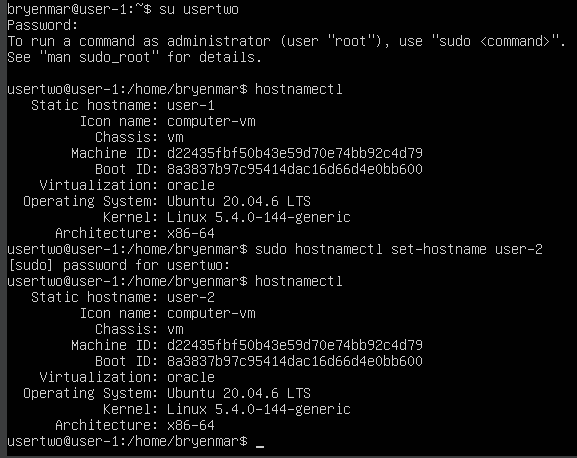 bryenmar@user-1:~$ su usertwo
Password:
To run a command as administrator (user "root"), use "sudo <command>".
See "man sudo_root" for details.

usertwo@user-1:/home/bryenmar$ hostnamectl
   Static hostname: user-1
         Icon name: computer-vm
           Chassis: vm
        Machine ID: d22435fbf50b43e59d70e74bb92c4d79
           Boot ID: 8a3837b97c95414dac16d66d4e0bb600
    Virtualization: oracle
  Operating System: Ubuntu 20.04.6 LTS
            Kernel: Linux 5.4.0-144-generic
      Architecture: x86-64
usertwo@user-1:/home/bryenmar$ sudo hostnamectl set-hostname user-2
[sudo] password for usertwo:
usertwo@user-1:/home/bryenmar$ hostnamectl
   Static hostname: user-2
         Icon name: computer-vm
           Chassis: vm
        Machine ID: d22435fbf50b43e59d70e74bb92c4d79
           Boot ID: 8a3837b97c95414dac16d66d4e0bb600
    Virtualization: oracle
  Operating System: Ubuntu 20.04.6 LTS
            Kernel: Linux 5.4.0-144-generic
      Architecture: x86-64
usertwo@user-1:/home/bryenmar$ _